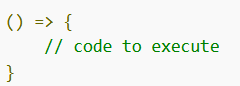 () => {
    // code to execute
}